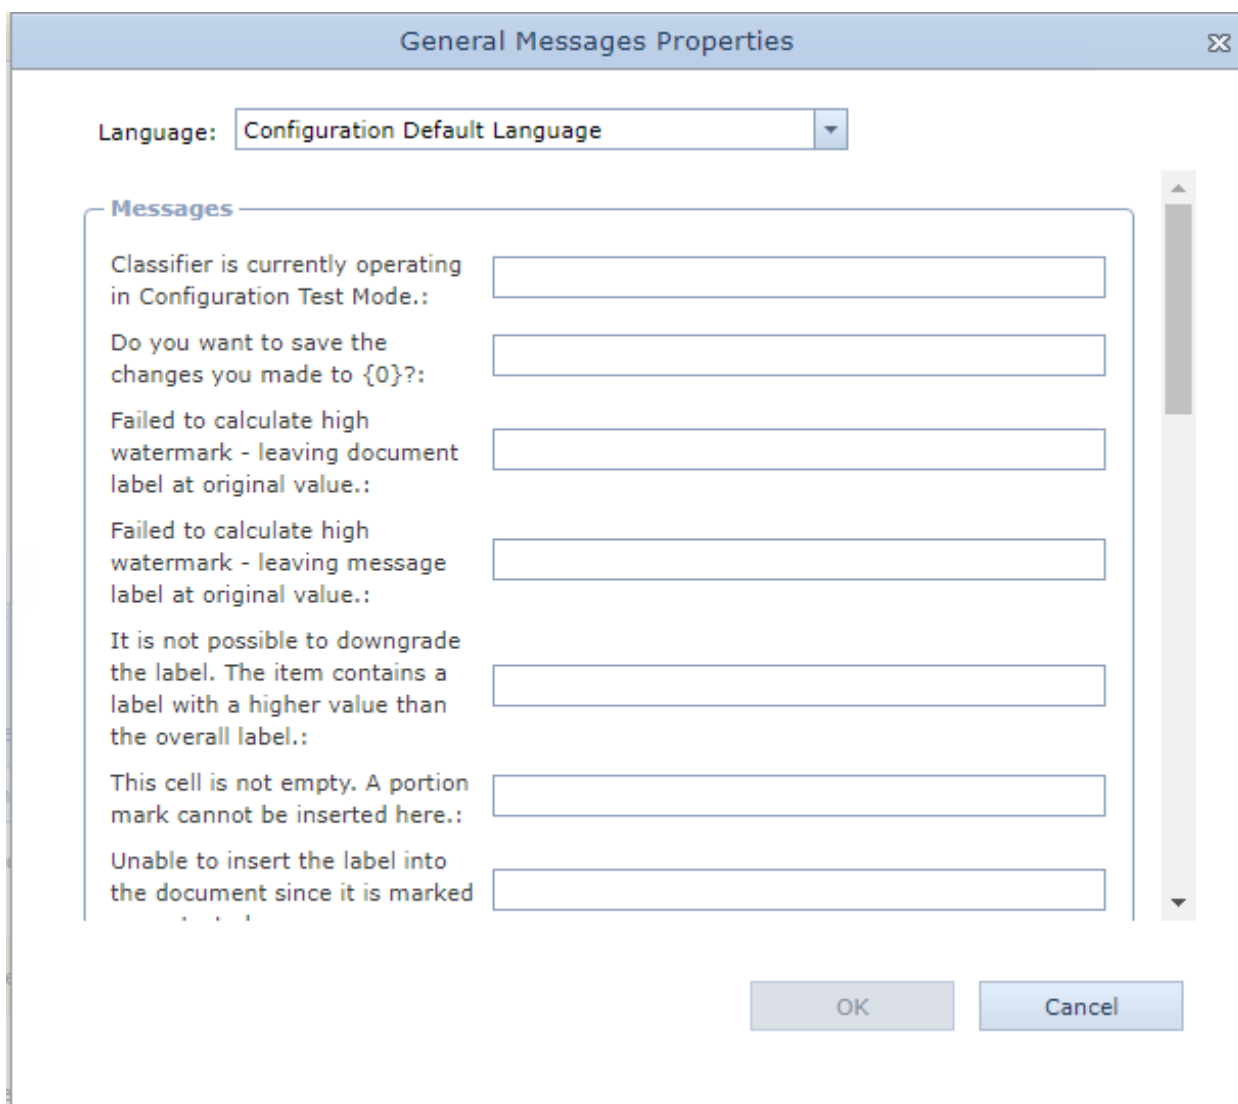 General Messages Properties
Language: Configuration Default Language
Messages
Classifier is currently operating
in Configuration Test Mode.:
Do you want to save the
changes you made to {0}?:
Failed to calculate high
watermark - leaving document
label at original value.:
Failed to calculate high
watermark - leaving message
label at original value.:
It is not possible to downgrade
the label. The item contains a
label with a higher value than
the overall label.:
This cell is not empty. A portion
mark cannot be inserted here.:
Unable to insert the label into
the document since it is marked
OK Cancel